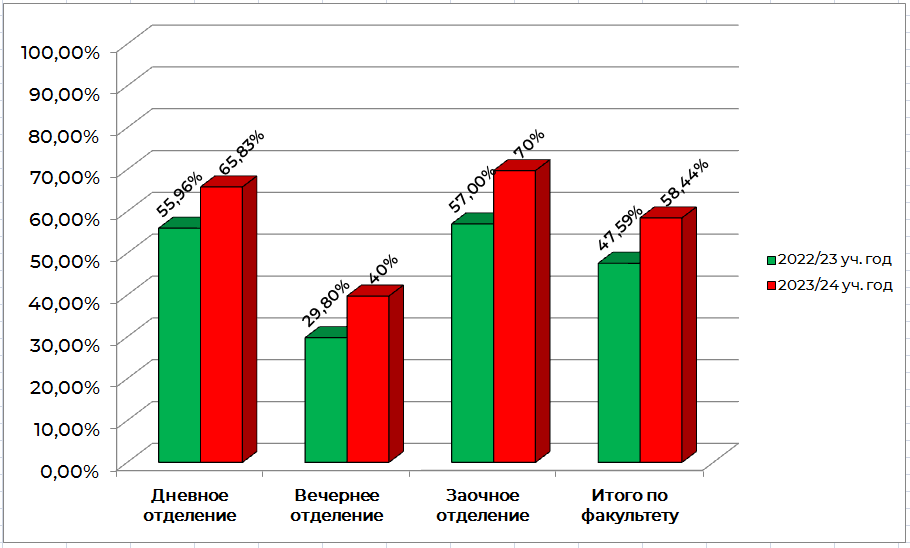 100,00%
90,00%
80,00%
70,00%
60,00%
50,00%
40,00%
30,00%
20,00%
10,00%
0,00%
55,96%
65,83%
29,80%
40%
57,00%
70%
47,59%
58,44%
Дневное
отделение
Вечернее
отделение
Заочное
отделение
Итого по
факультету
2022/23 уч. год
2023/24 уч. год